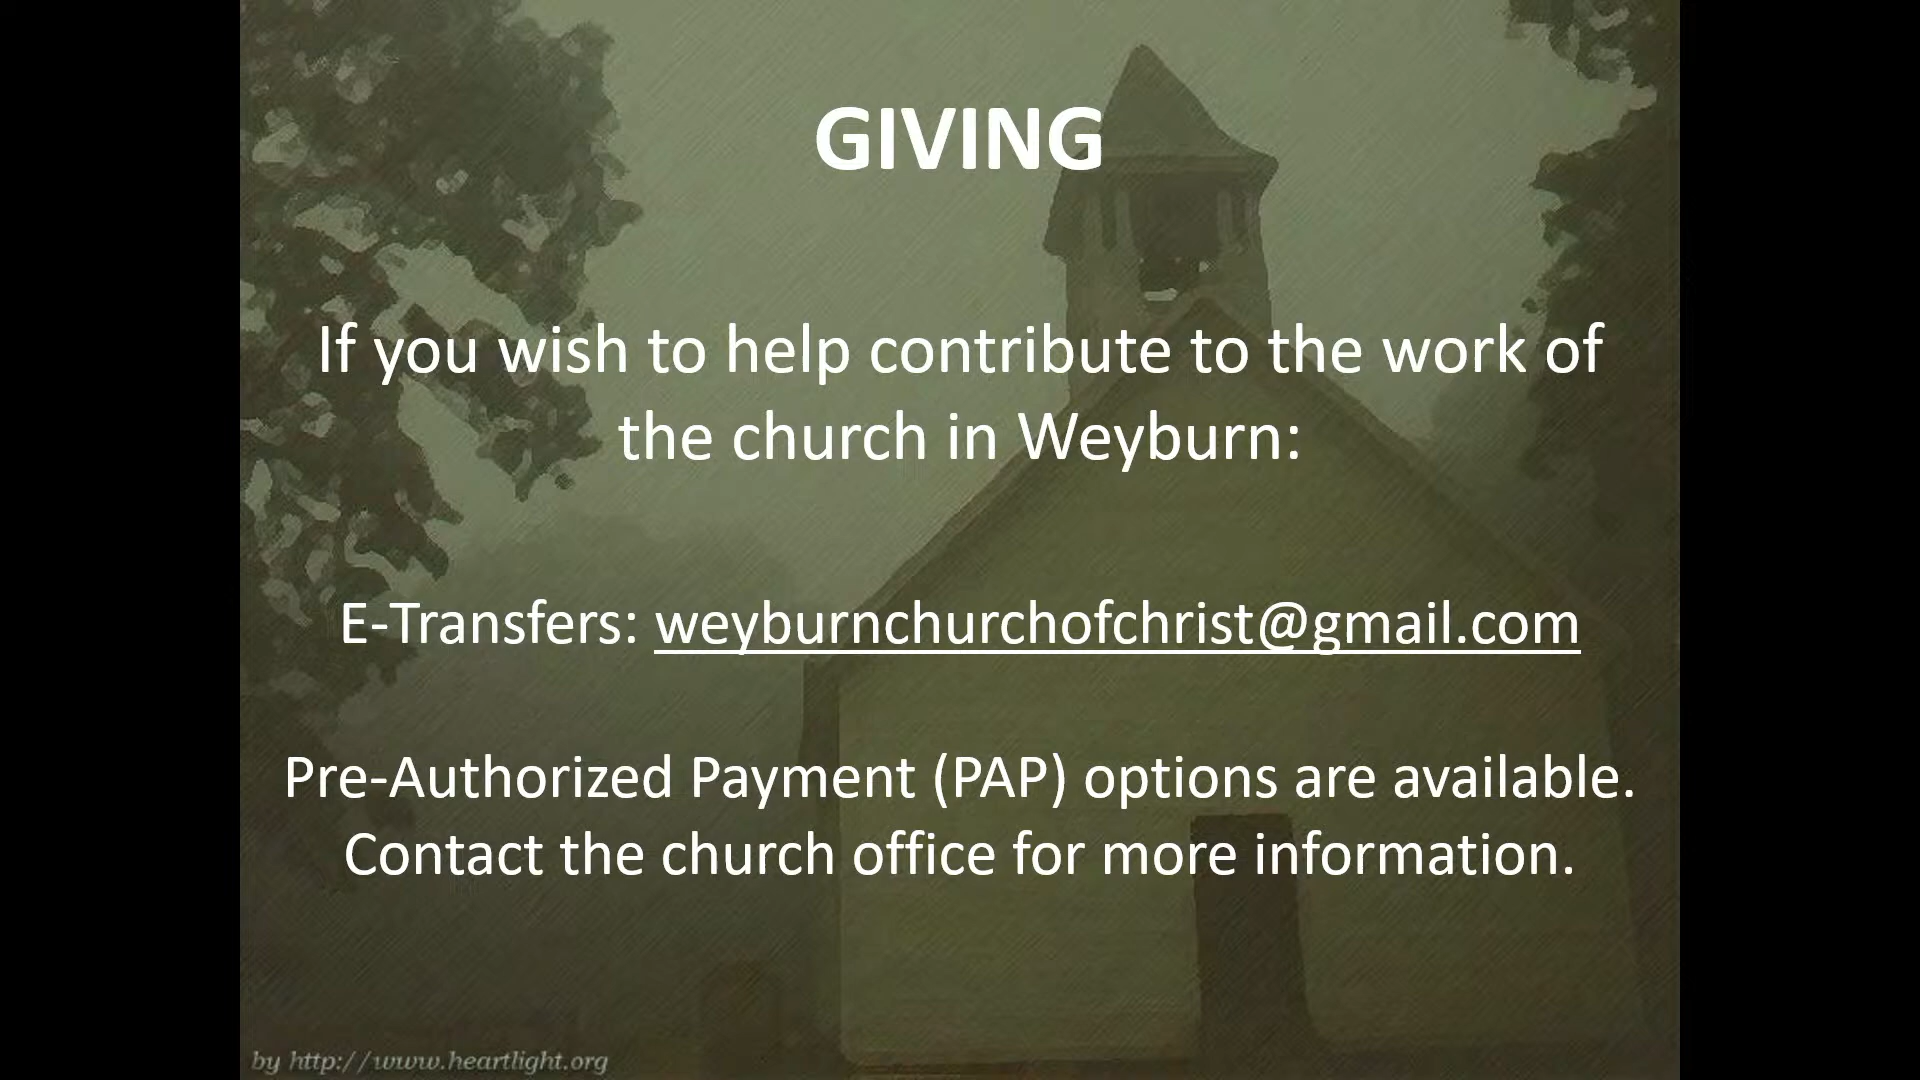 GIVING
If you wish to help contribute to the work of
the church in Weyburn:
E-Transfers: weyburnchurchofchrist@gmail.com
Pre-Authorized Payment (PAP) options are available.
Contact the church office for more information.
by http://www.heartlight.org